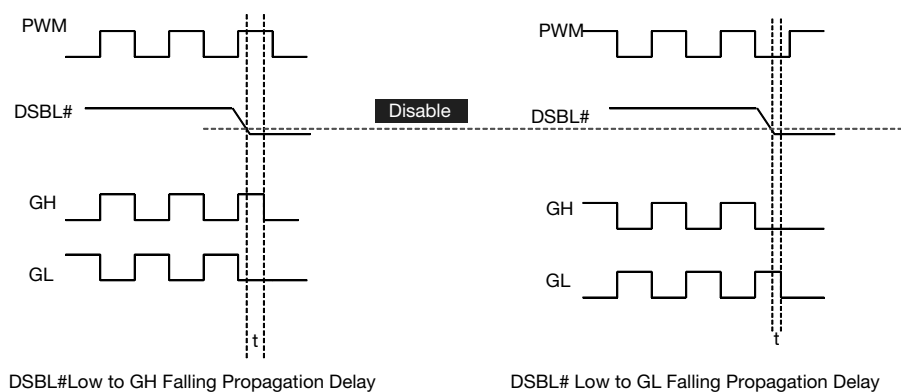 PWM
DSBL#
GH
GL
t
DSBL#Low to GH Falling Propagation Delay
Disable
PWM
DSBL#
GH
GL
t
DSBL# Low to GL Falling Propagation Delay